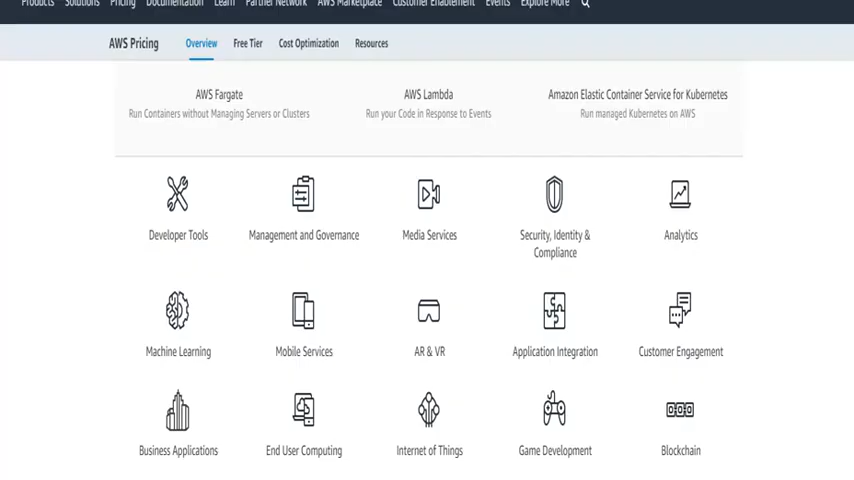 Products Solutions Pricing Documentation Learn Partner Network AWS Marketplace Customer Enablement Events Explore More
AWS Pricing Overview Free Tier Cost Optimization Resources
AWS Fargate AWS Lambda Amazon Elastic Container Service for Kubernetes
Run Containers without Managing Servers or Clusters Run your Code in Response to Events Run managed Kubernetes on AWS
Developer Tools Management and Governance Media Services Security, Identity & Analytics
Compliance
Machine Learning Mobile Services AR & VR Application Integration Customer Engagement
Business Applications End User Computing Internet of Things Game Development Blockchain